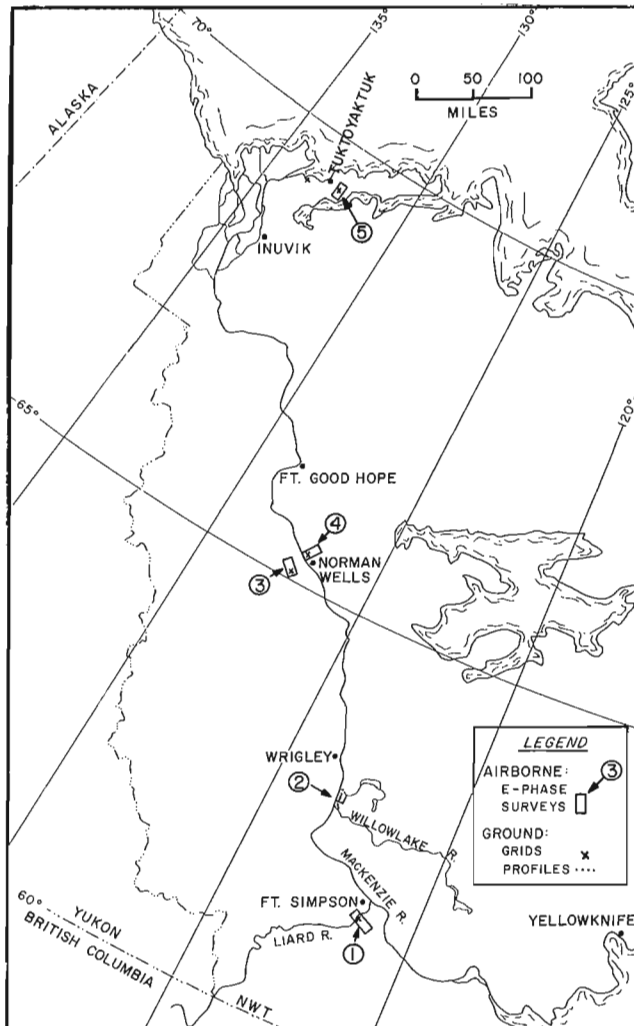 70°
135°
130°
125°
ALASKA
0 50 100
MILES
TUKTOYAKTUK
⑤
INUVIK
65°
120°
FT. GOOD HOPE
④
③
NORMAN
WELLS
WRIGLEY
②
WILLOWLAKE R.
MACKENZIE R.
LEGEND
AIRBORNE: ③
E-PHASE
SURVEYS
GROUND:
GRIDS x
PROFILES ····
FT. SIMPSON
YELLOWKNIFE
60°
YUKON
BRITISH COLUMBIA
NWT
LIARD R.
①